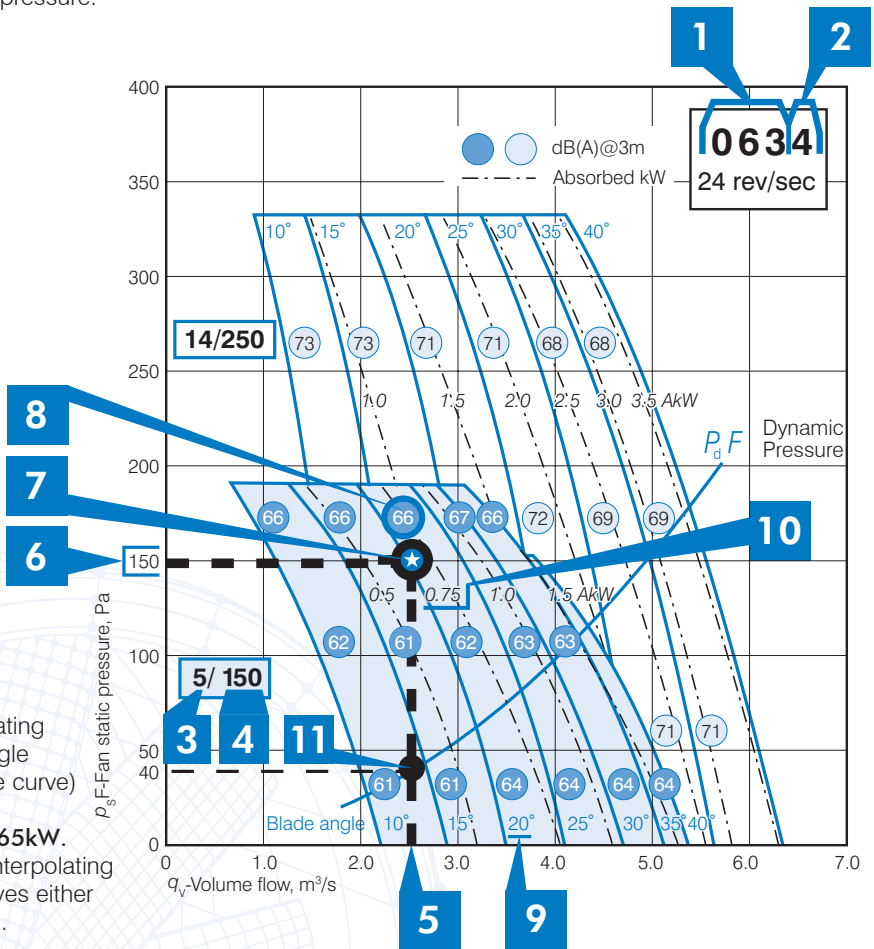 pressure.
1 2
0634
24 rev/sec
dB(A)@3m
Absorbed kW
400
350
300
250
200
150
100
50
40
0
10° 15° 20° 25° 30° 35° 40°
14/250
73 73 71 71 68 68
1.0 1.5 2.0 2.5 3.0 3.5 AkW
8
PdF
Dynamic
Pressure
7
66 66 66 67 66 72 69 69
10
6
0.5 0.75 1.0 1.5 AkW
62 61 62 63 63
5/ 150
3 4 11
71 71
psF-Fan static pressure, Pa
61 61 64 64 64 64
Blade angle 10° 15° 20° 25° 30° 35° 40°
0 1.0 2.0 3.0 4.0 5.0 6.0 7.0
qv-Volume flow, m³/s
5 9
ating
gle
e curve)
65kW.
nterpolating
ves either
.